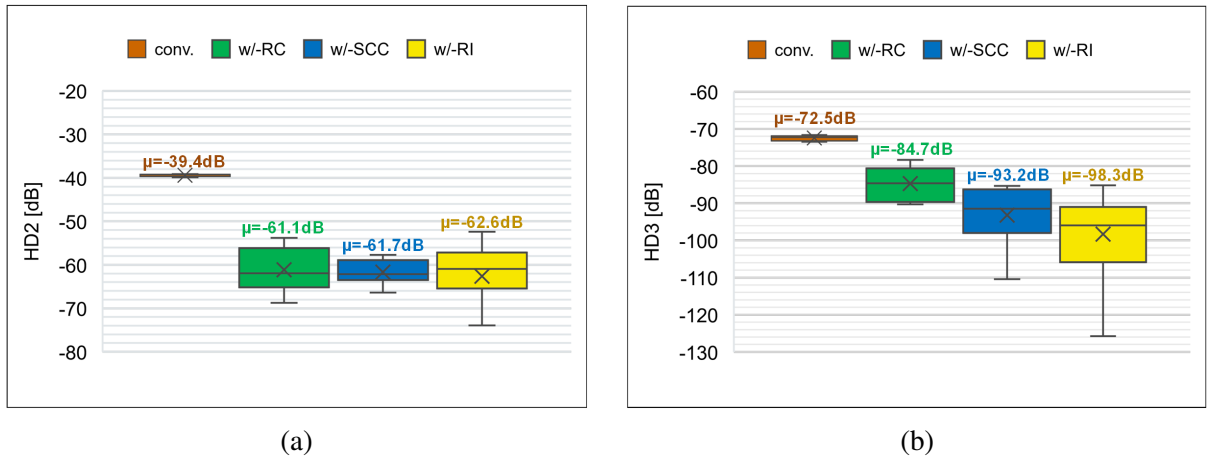 conv. w/-RC w/-SCC w/-RI
HD2 [dB]
-20
-30
-40
-50
-60
-70
-80
μ=-39.4dB
μ=-61.1dB
μ=-61.7dB
μ=-62.6dB
(a)
conv. w/-RC w/-SCC w/-RI
HD3 [dB]
-60
-70
-80
-90
-100
-110
-120
-130
μ=-72.5dB
μ=-84.7dB
μ=-93.2dB
μ=-98.3dB
(b)